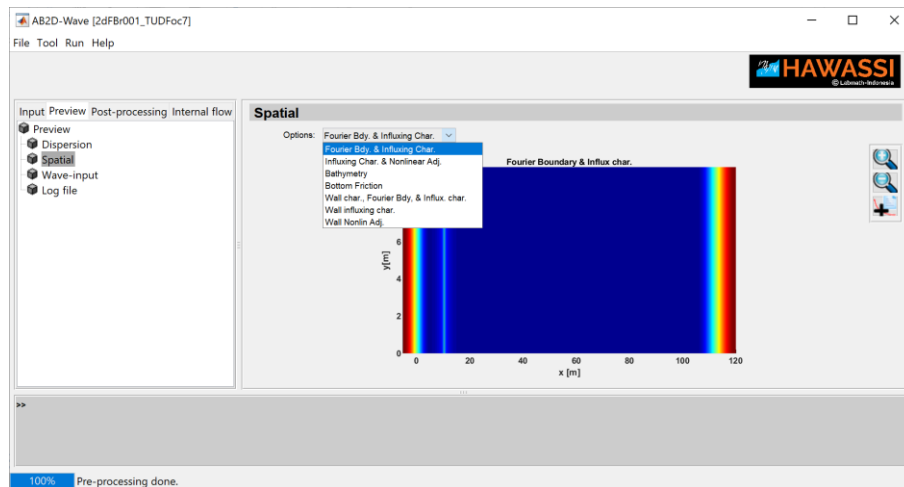 AB2D-Wave [2dFBr001_TUDFoc7]
File Tool Run Help
HAWASSI
© Labmath-Indonesia
Input Preview Post-processing Internal flow
Preview
Dispersion
Spatial
Wave-input
Log file
Spatial
Options: Fourier Bdy. & Influxing Char.
Fourier Bdy. & Influxing Char.
Influxing Char. & Nonlinear Adj.
Bathymetry
Bottom Friction
Wall char., Fourier Bdy, & Influx. char.
Wall influxing char.
Wall Nonlin Adj.
Fourier Boundary & Influx char.
6
4
2
0
y[m]
0 20 40 60 80 100 120
x [m]
>>
100% Pre-processing done.